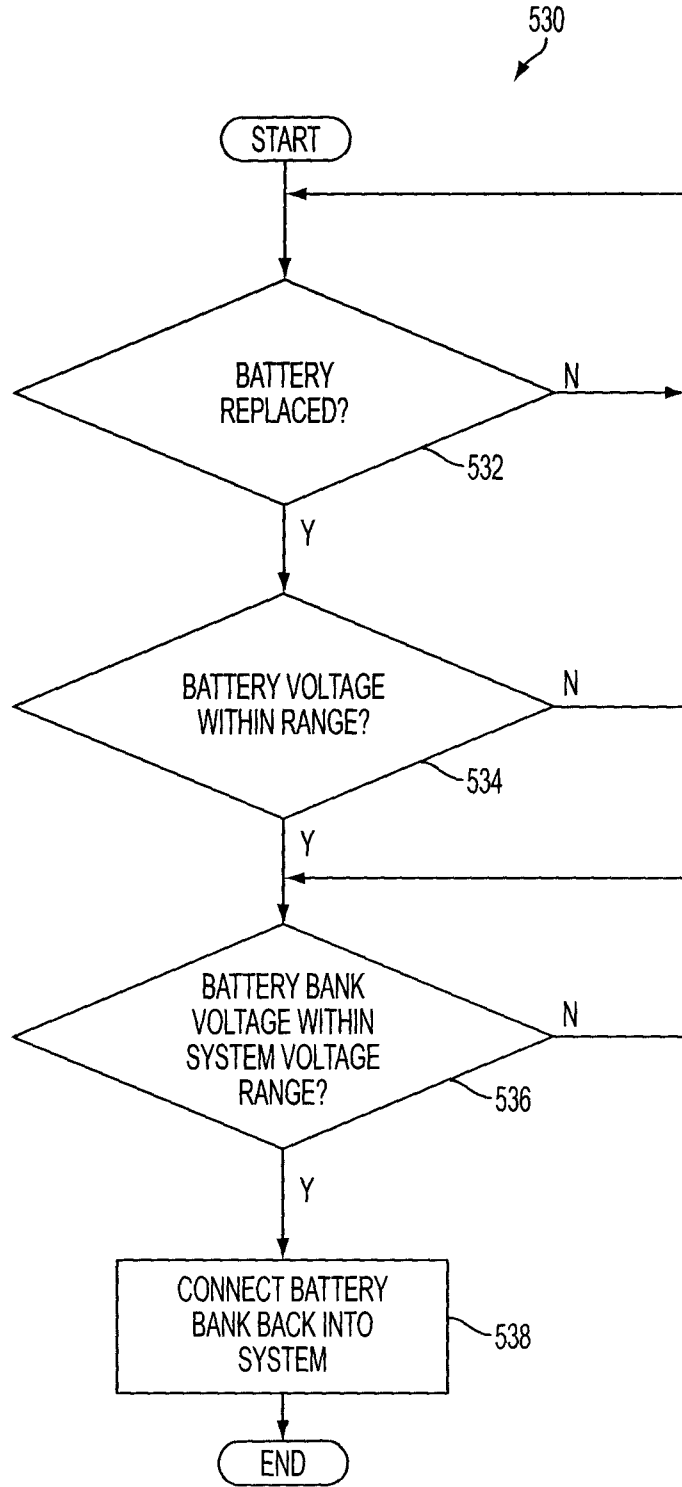 530
START
BATTERY
REPLACED?
N
532
Y
BATTERY VOLTAGE
WITHIN RANGE?
N
534
Y
BATTERY BANK
VOLTAGE WITHIN
SYSTEM VOLTAGE
RANGE?
N
536
Y
CONNECT BATTERY
BANK BACK INTO
SYSTEM
538
END